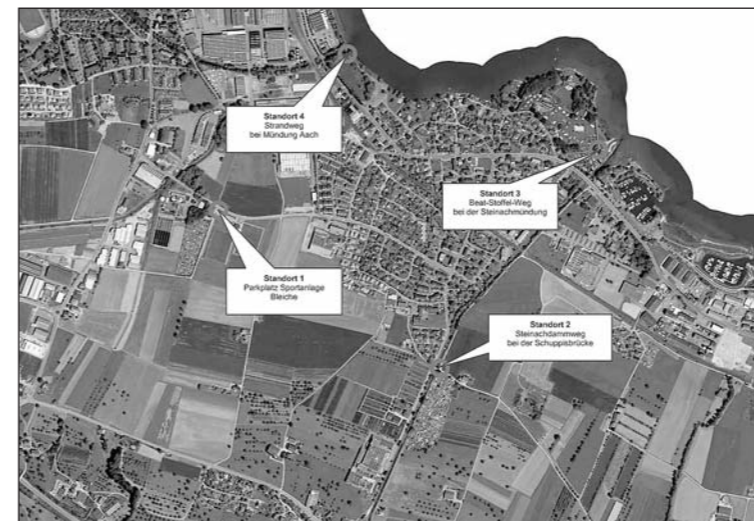 Standort 4
Strandweg
bei Mündung Aach
Standort 3
Beat-Stoffel-Weg
bei der Steinachmündung
Standort 1
Parkplatz Sportanlage
Bleiche
Standort 2
Steinachdammweg
bei der Schuppisbrücke